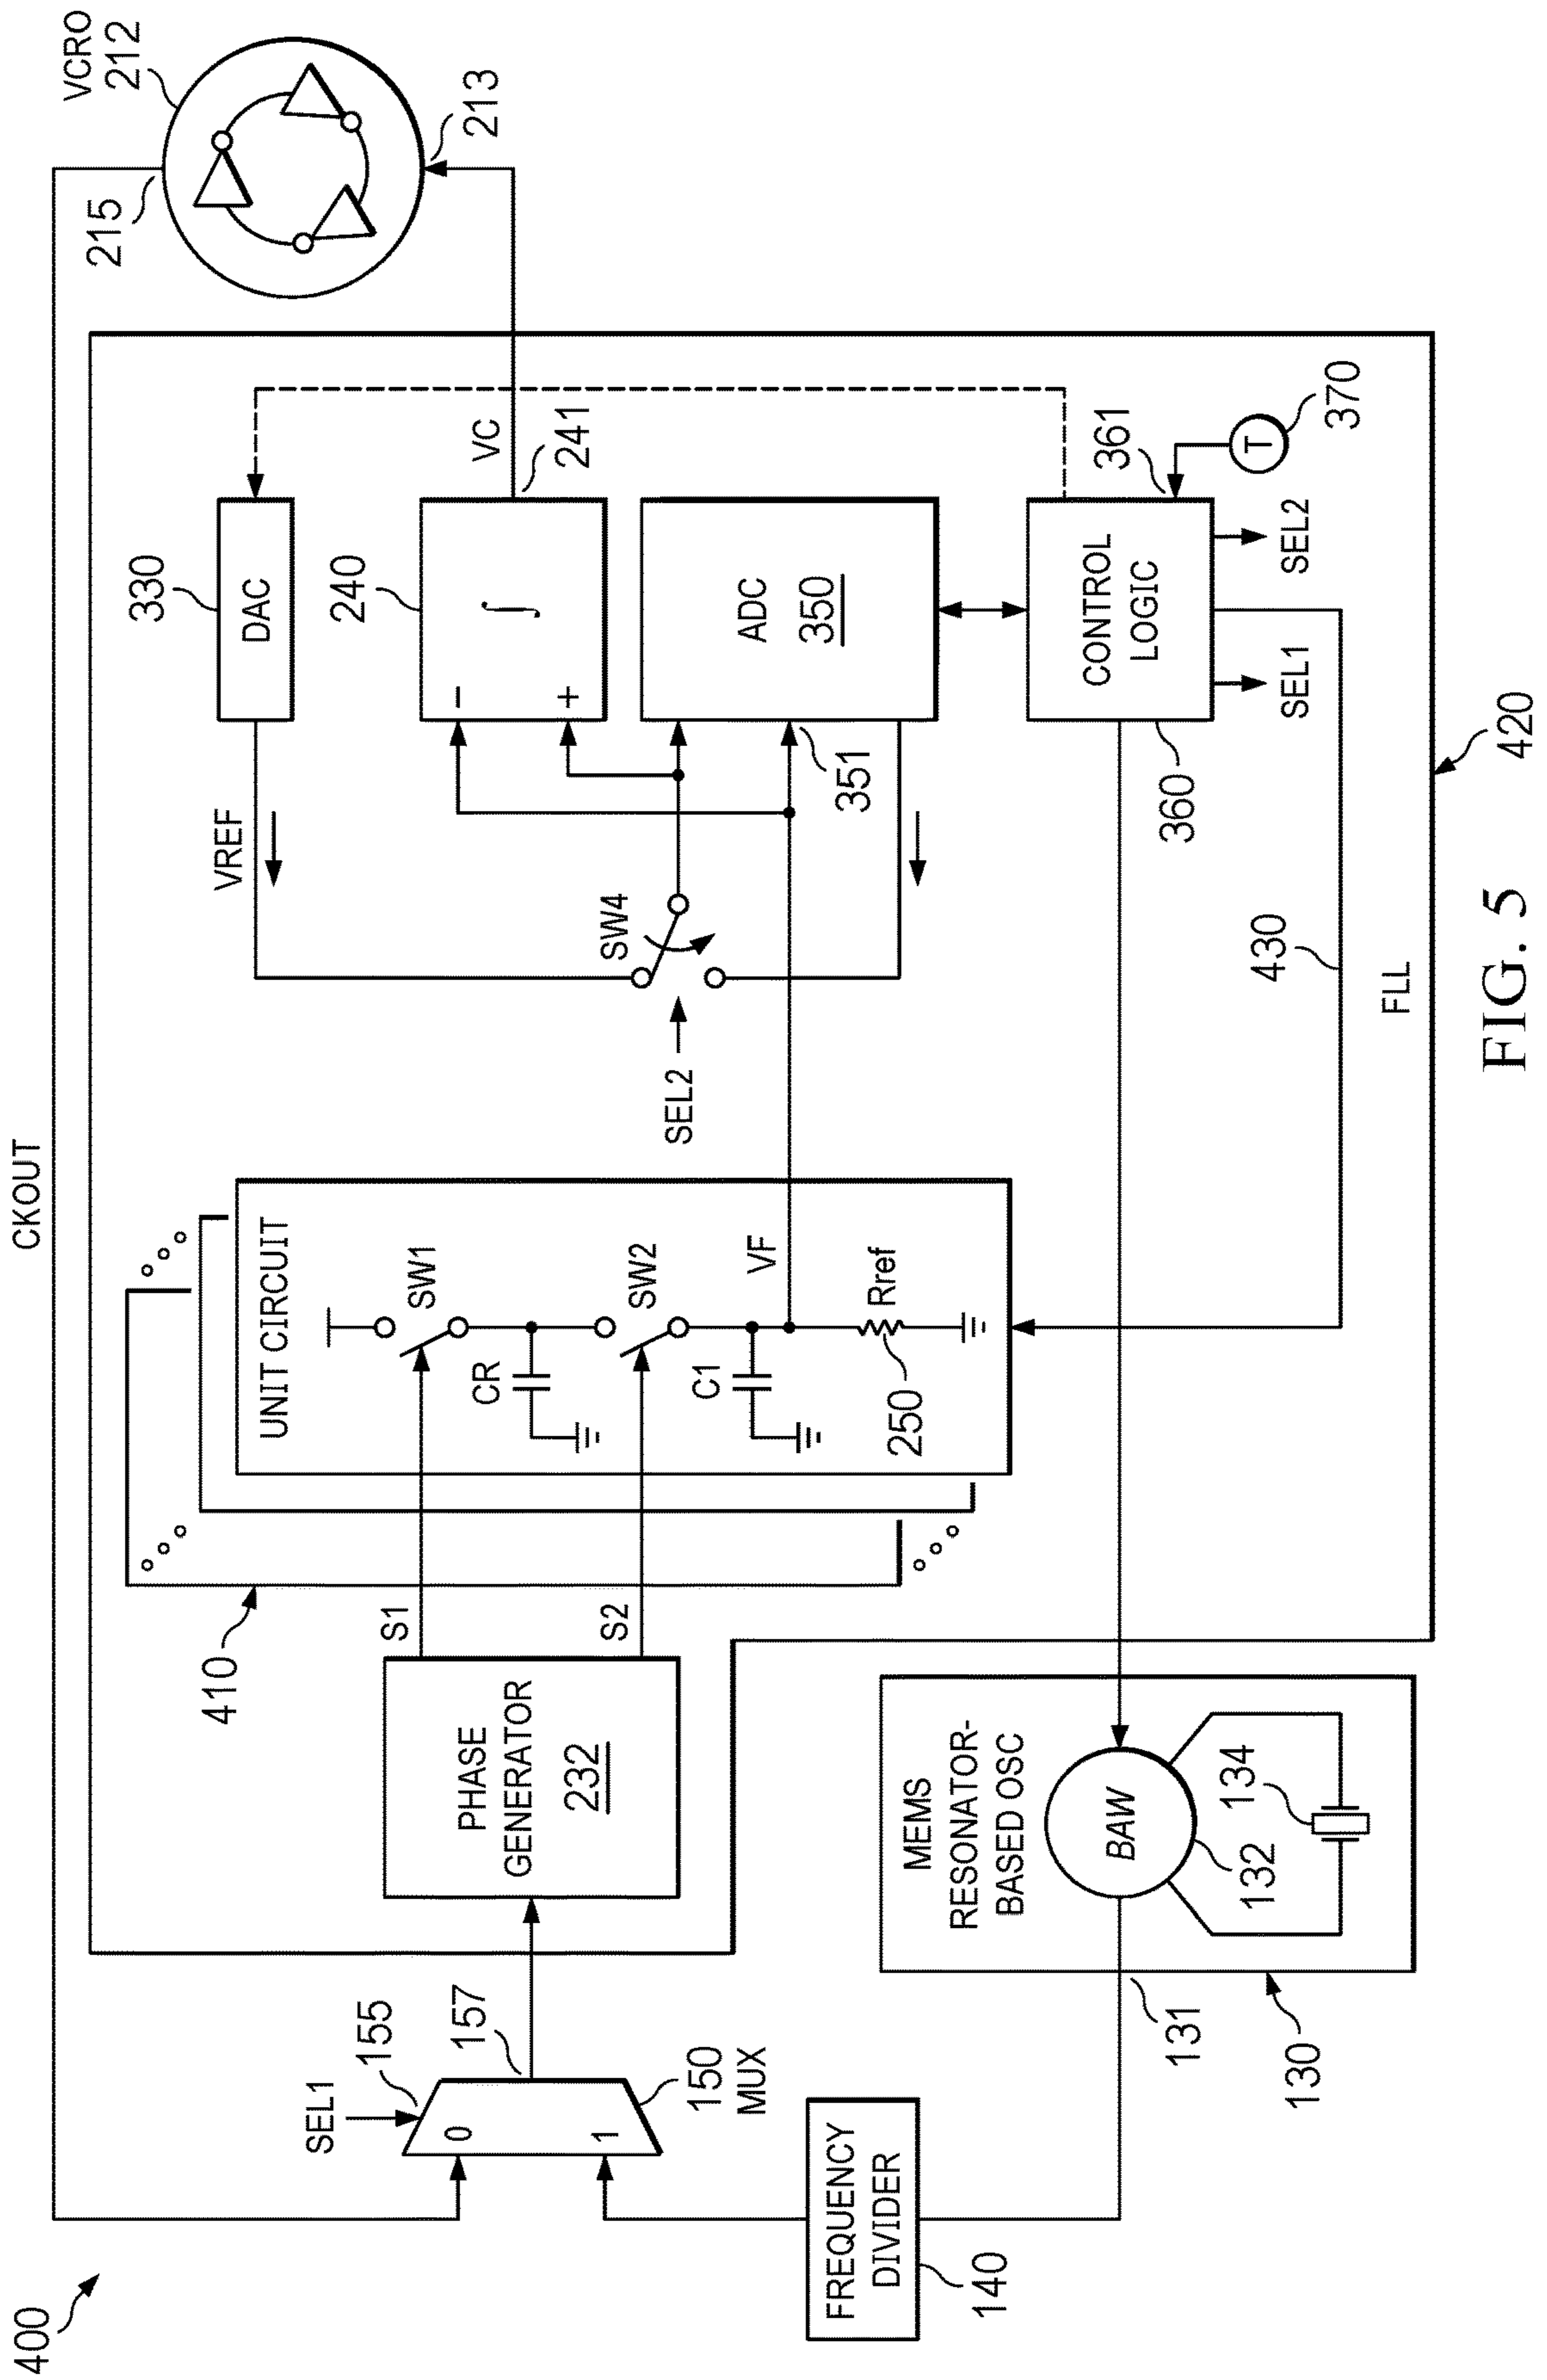 400
CKOUT
VCRO
212
215
213
SEL1
155
0
1
157
150
MUX
FREQUENCY
DIVIDER
140
PHASE
GENERATOR
232
S1
S2
410
UNIT CIRCUIT
SW1
CR
SW2
C1
VF
Rref
250
VREF
330
DAC
SW4
SEL2
240
∫
−
+
VC
241
ADC
350
351
CONTROL
LOGIC
360
361
T
370
SEL1
SEL2
430
FLL
420
MEMS
RESONATOR-
BASED OSC
BAW
132
134
131
130
FIG. 5